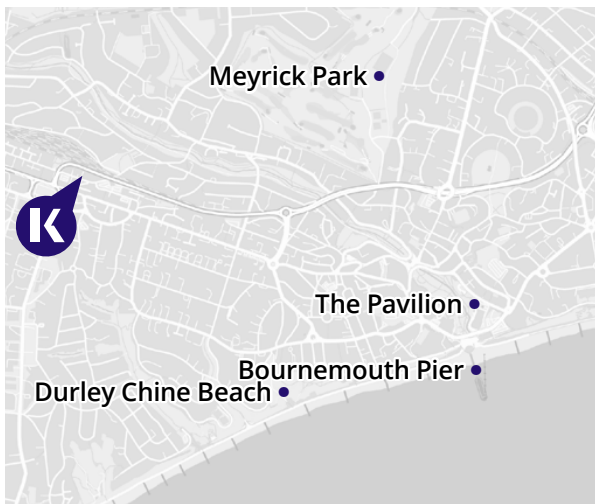 Meyrick Park
K
The Pavilion
Bournemouth Pier
Durley Chine Beach